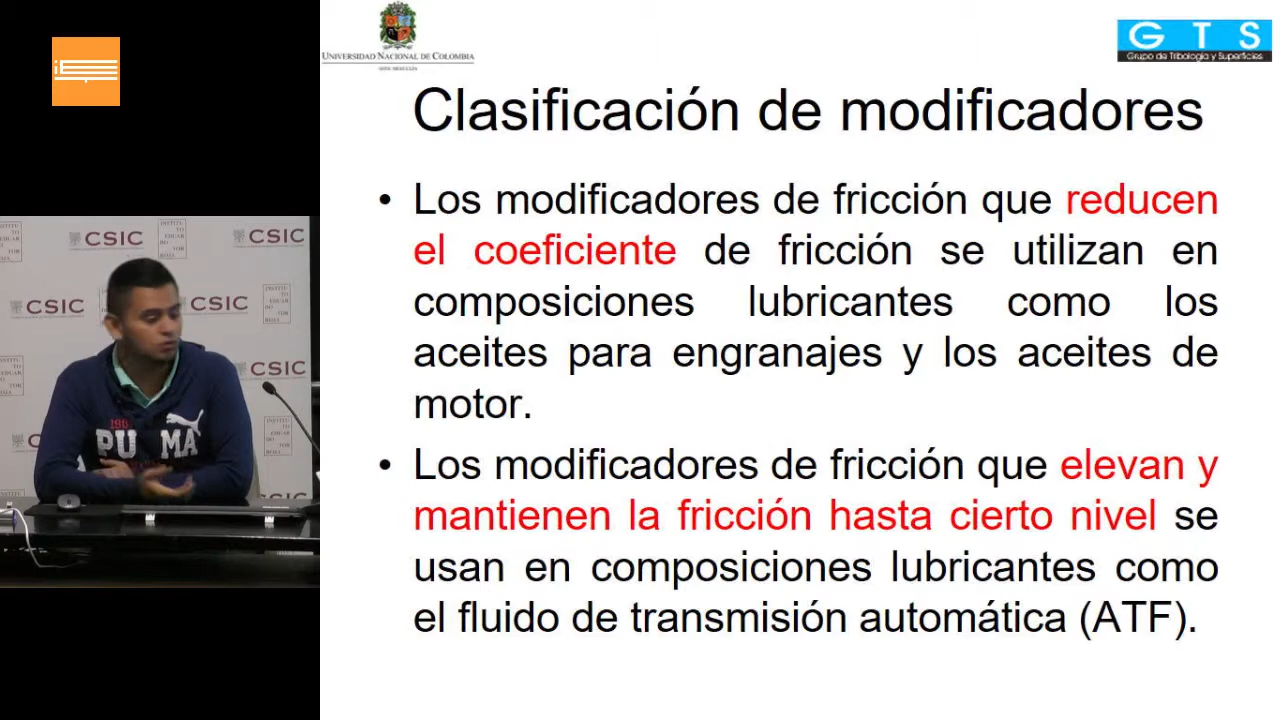 UNIVERSIDAD NACIONAL DE COLOMBIA
G T S
Grupo de Tribología y Superficies
Clasificación de modificadores
• Los modificadores de fricción que reducen
el coeficiente de fricción se utilizan en
composiciones lubricantes como los
aceites para engranajes y los aceites de
motor.
• Los modificadores de fricción que elevan y
mantienen la fricción hasta cierto nivel se
usan en composiciones lubricantes como
el fluido de transmisión automática (ATF).
CSIC
CSIC
CSIC
CSIC
CSIC
CSIC
PUMA